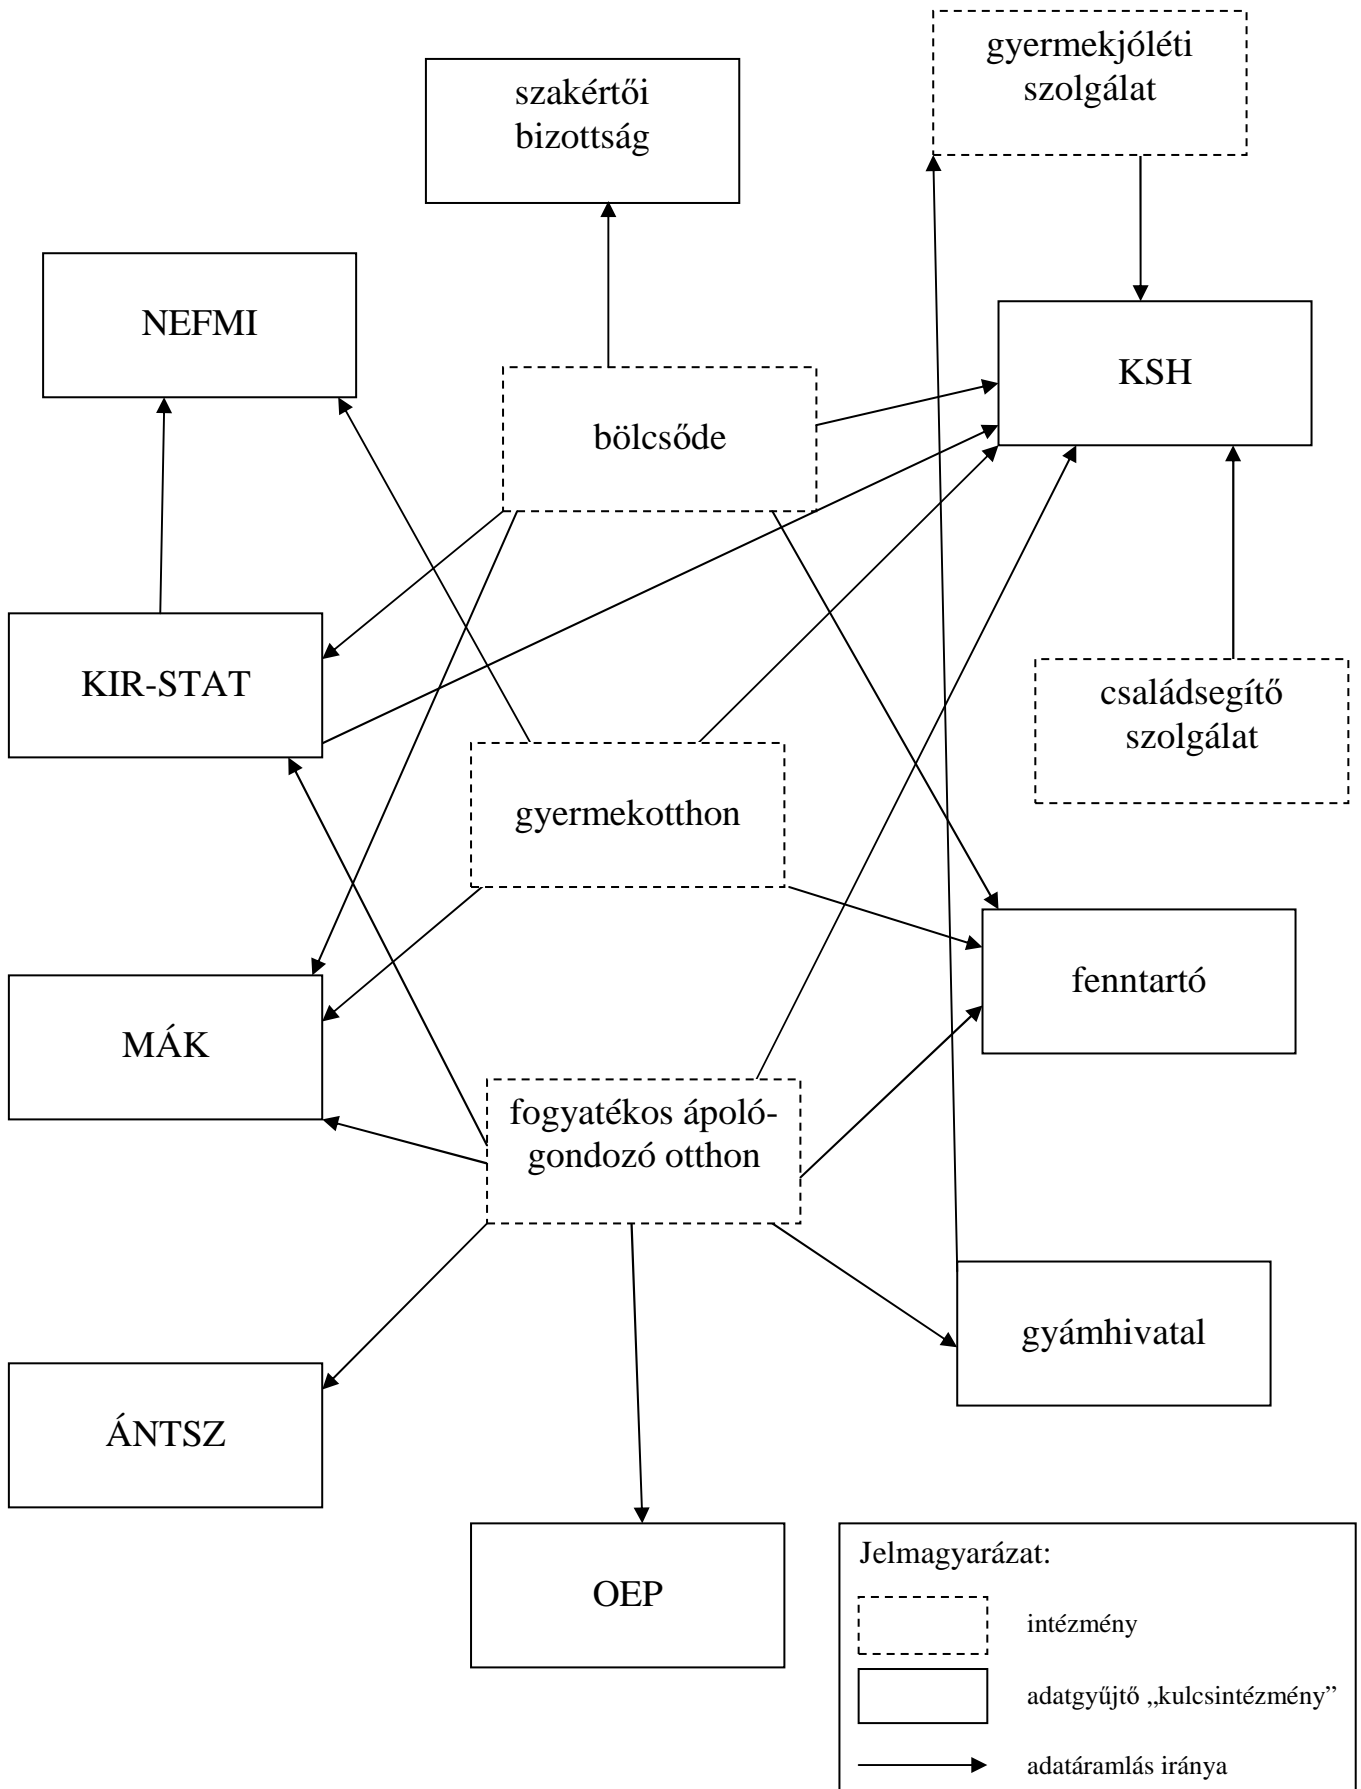 gyermekjóléti
szolgálat
szakértői
bizottság
NEFMI
KSH
bölcsőde
KIR-STAT
családsegítő
szolgálat
gyermekotthon
fenntartó
MÁK
fogyatékos ápoló-
gondozó otthon
gyámhivatal
ÁNTSZ
OEP
Jelmagyarázat:
intézmény
adatgyűjtő „kulcsintézmény”
adatáramlás iránya